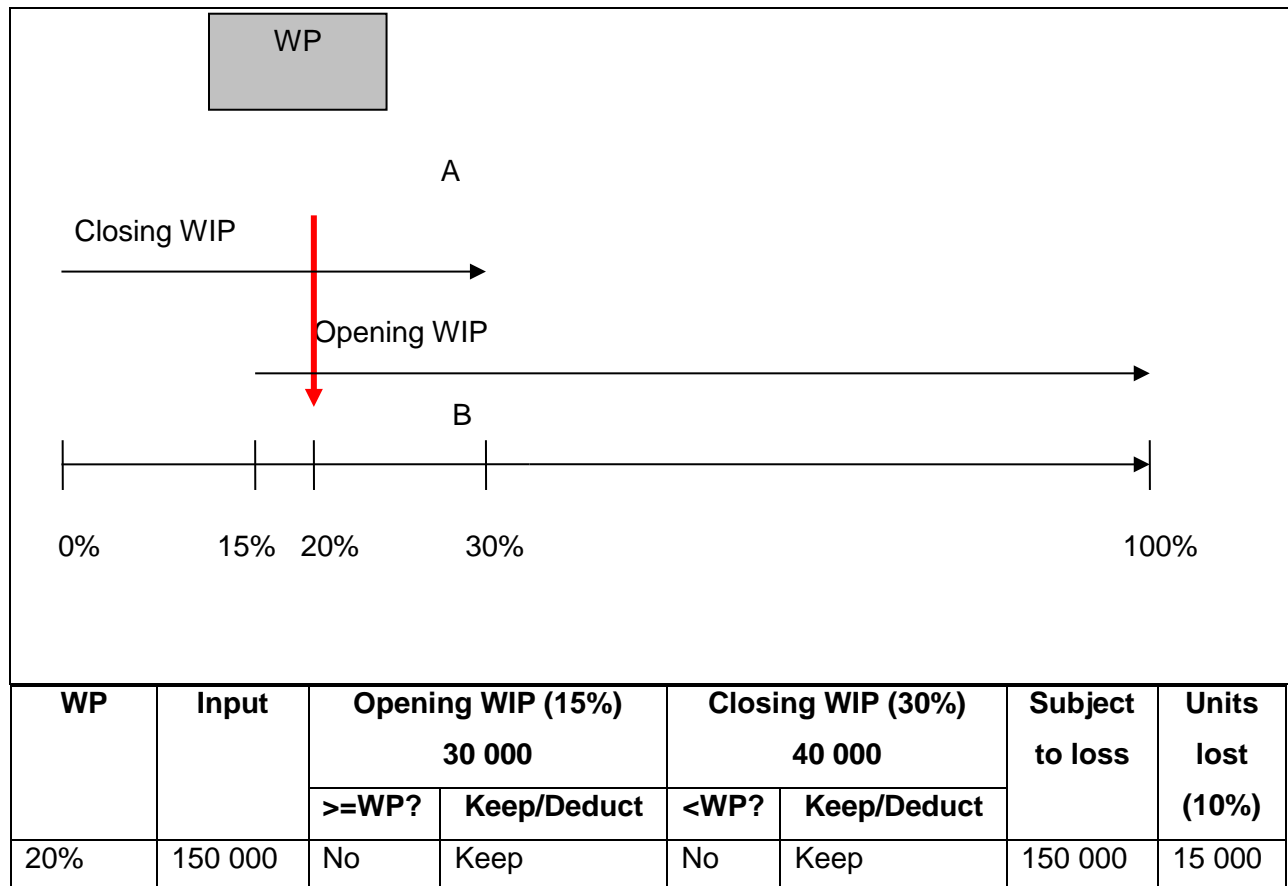 WP
A
Closing WIP
Opening WIP
B
0% 15% 20% 30% 100%
WP Input Opening WIP (15%) 30 000 Closing WIP (30%) 40 000 Subject to loss Units lost (10%)
>=WP? Keep/Deduct <WP? Keep/Deduct
20% 150 000 No Keep No Keep 150 000 15 000